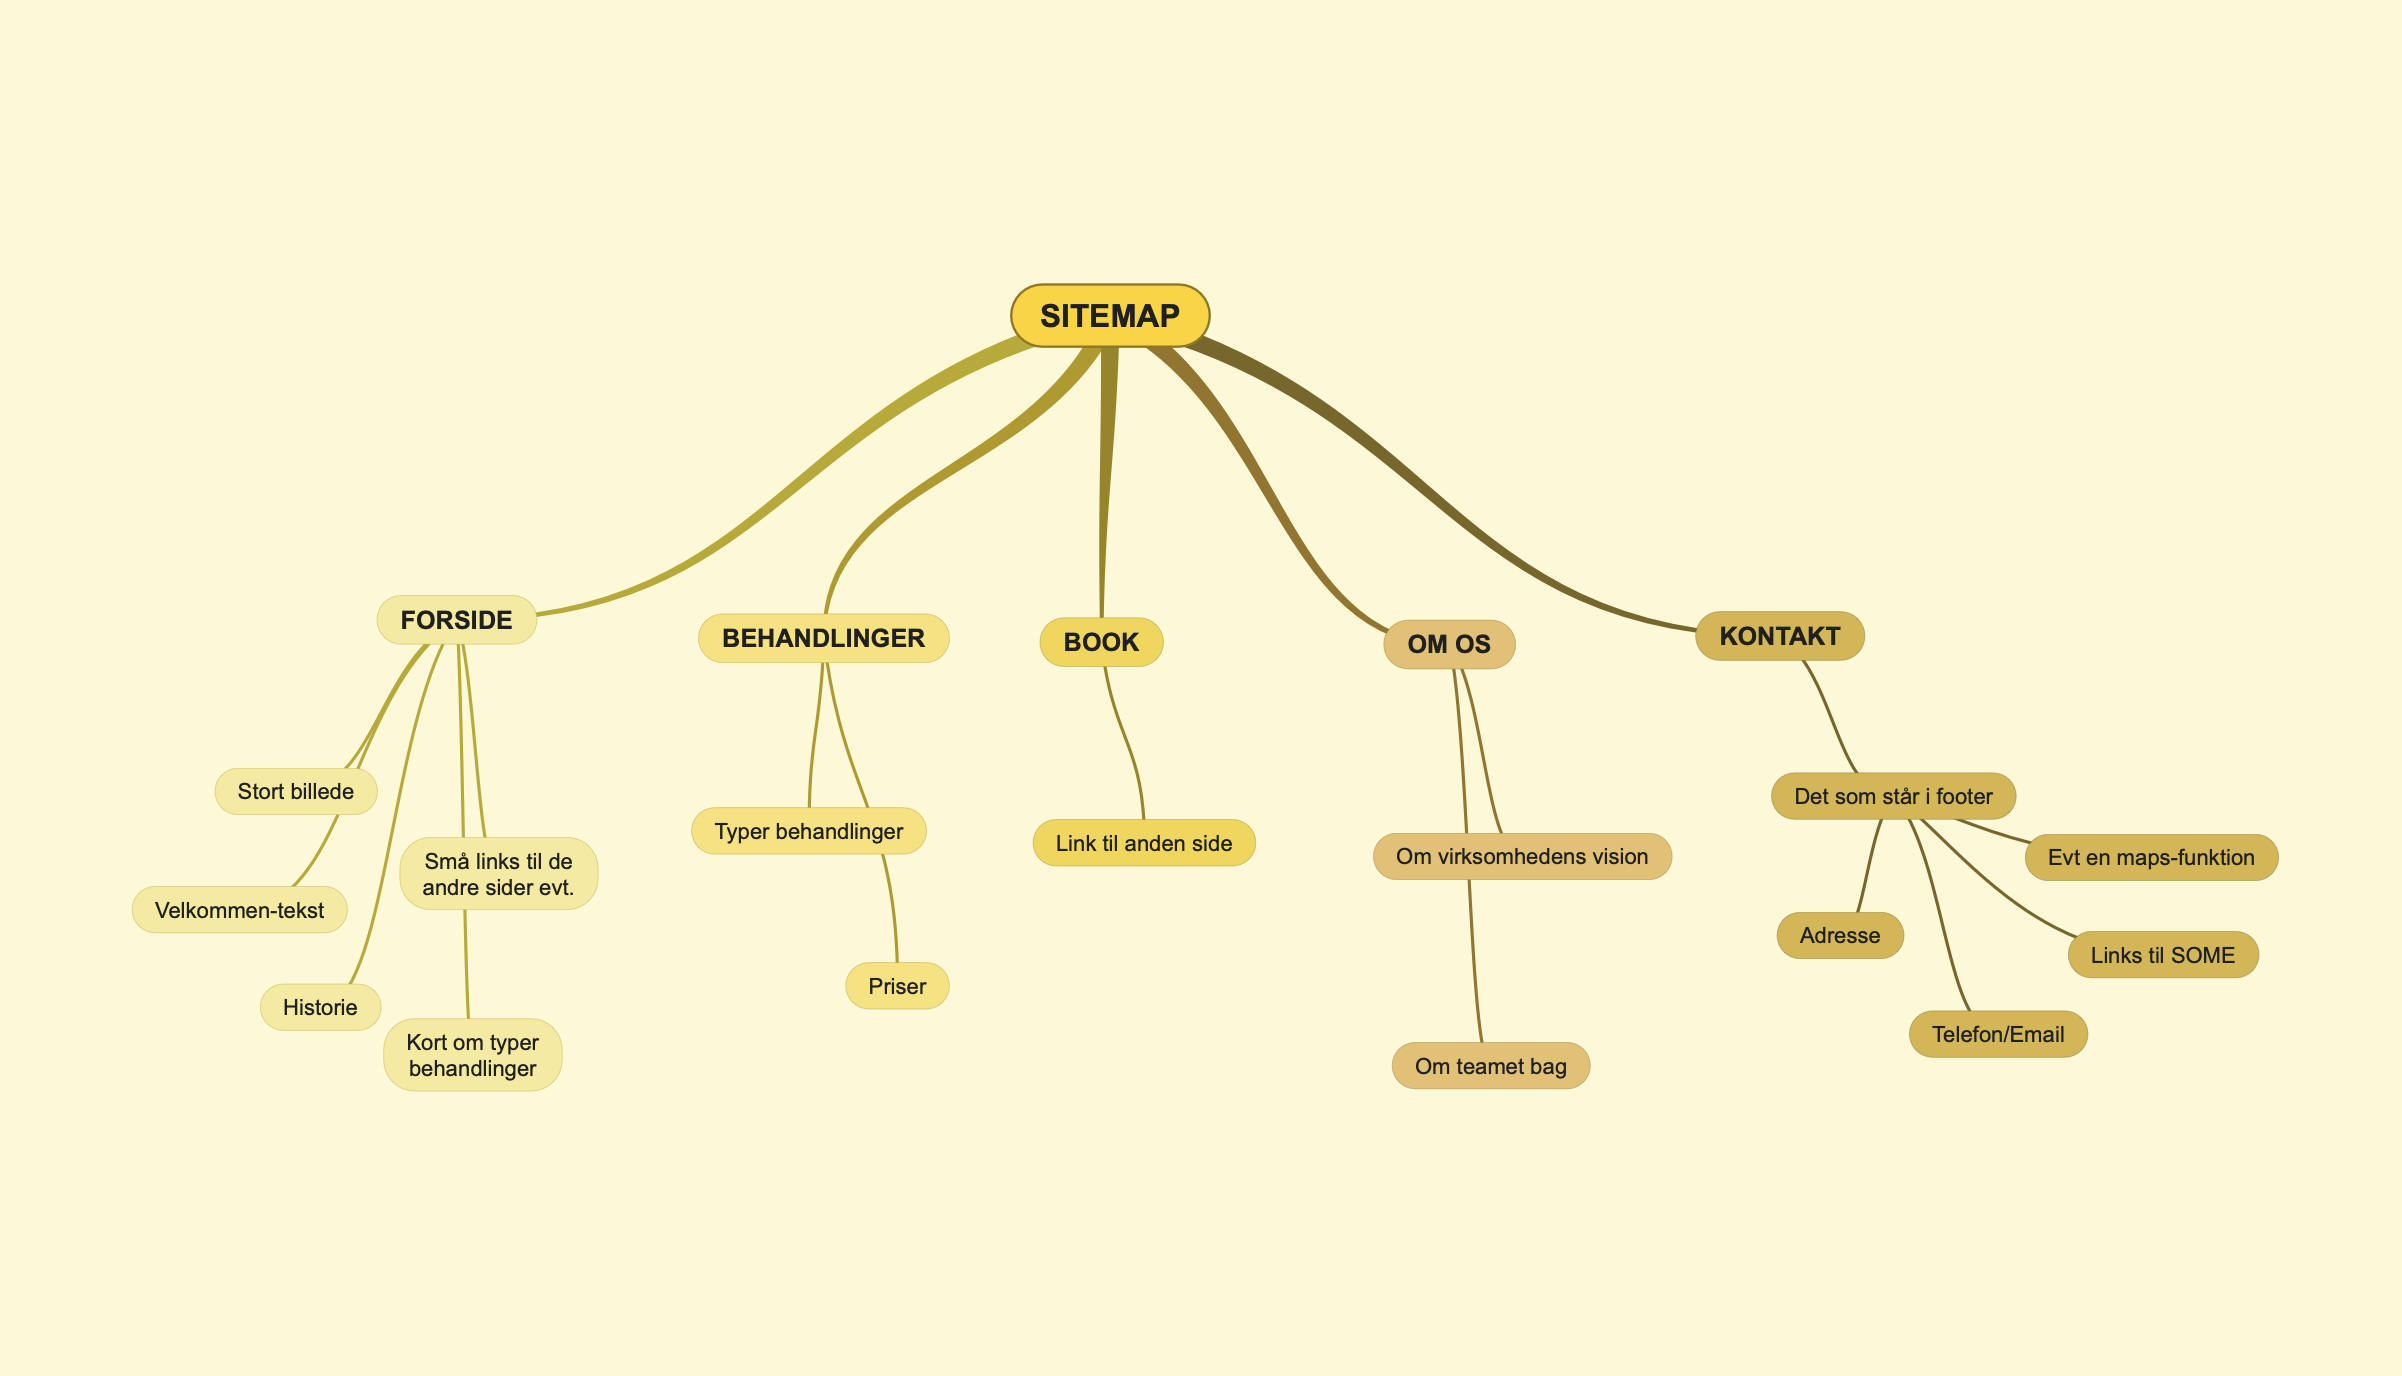 SITEMAP
FORSIDE
BEHANDLINGER
BOOK
OM OS
KONTAKT
Stort billede
Velkommen-tekst
Historie
Små links til de
andre sider evt.
Kort om typer
behandlinger
Typer behandlinger
Priser
Link til anden side
Om virksomhedens vision
Om teamet bag
Det som står i footer
Adresse
Telefon/Email
Links til SOME
Evt en maps-funktion